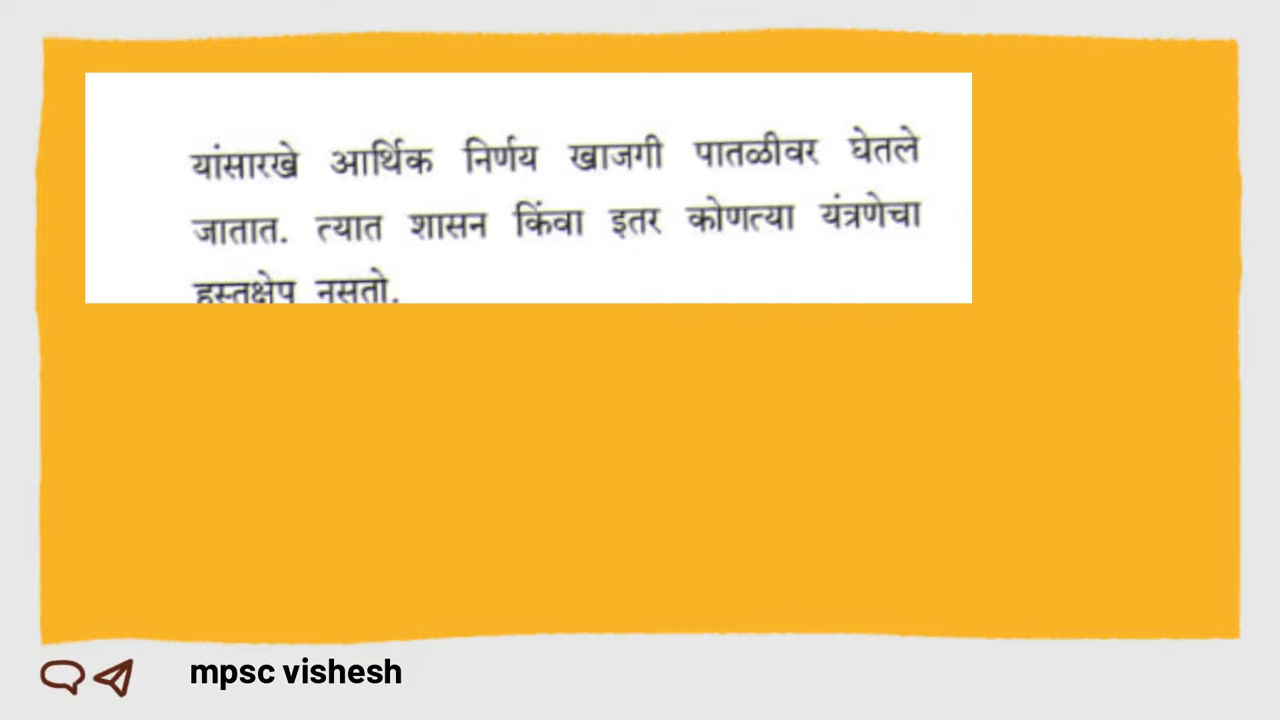 यांसारखे आर्थिक निर्णय खाजगी पातळीवर घेतले
जातात. त्यात शासन किंवा इतर कोणत्या यंत्रणेचा
हस्तक्षेप नसतो.
mpsc vishesh